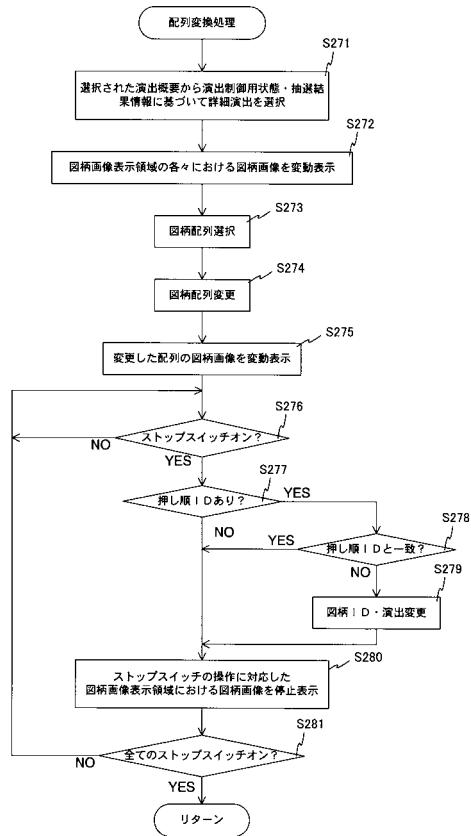 配列変換処理
S271
選択された演出概要から演出制御用状態・抽選結
果情報に基づいて詳細演出を選択
S272
図柄画像表示領域の各々における図柄画像を変動表示
S273
図柄配列選択
S274
図柄配列変更
S275
変更した配列の図柄画像を変動表示
S276
ストップスイッチオン？
NO
YES
S277
押し順ＩＤあり？
YES
NO
S278
押し順ＩＤと一致？
YES
NO
S279
図柄ＩＤ・演出変更
S280
ストップスイッチの操作に対応した
図柄画像表示領域における図柄画像を停止表示
S281
全てのストップスイッチオン？
NO
YES
リターン